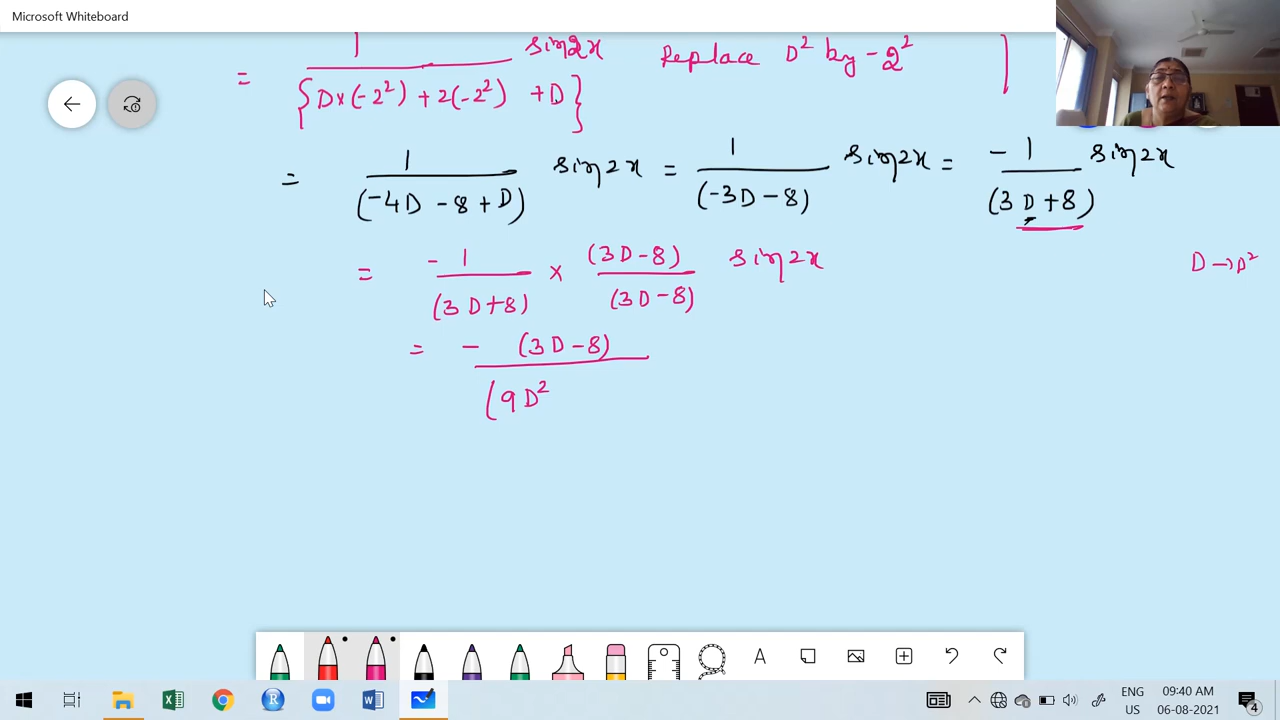 Microsoft Whiteboard
= 1 / {D×(-2²) + 2(-2²) + D} sin2x Replace D² by -2² ]
= 1 / (-4D - 8 + D) sin2x = 1 / (-3D - 8) sin2x = -1 / (3D + 8) sin2x
= -1 / (3D+8) × (3D-8) / (3D-8) sin2x D → D²
= - (3D-8) / (9D²
ENG 09:40 AM
US 06-08-2021 4